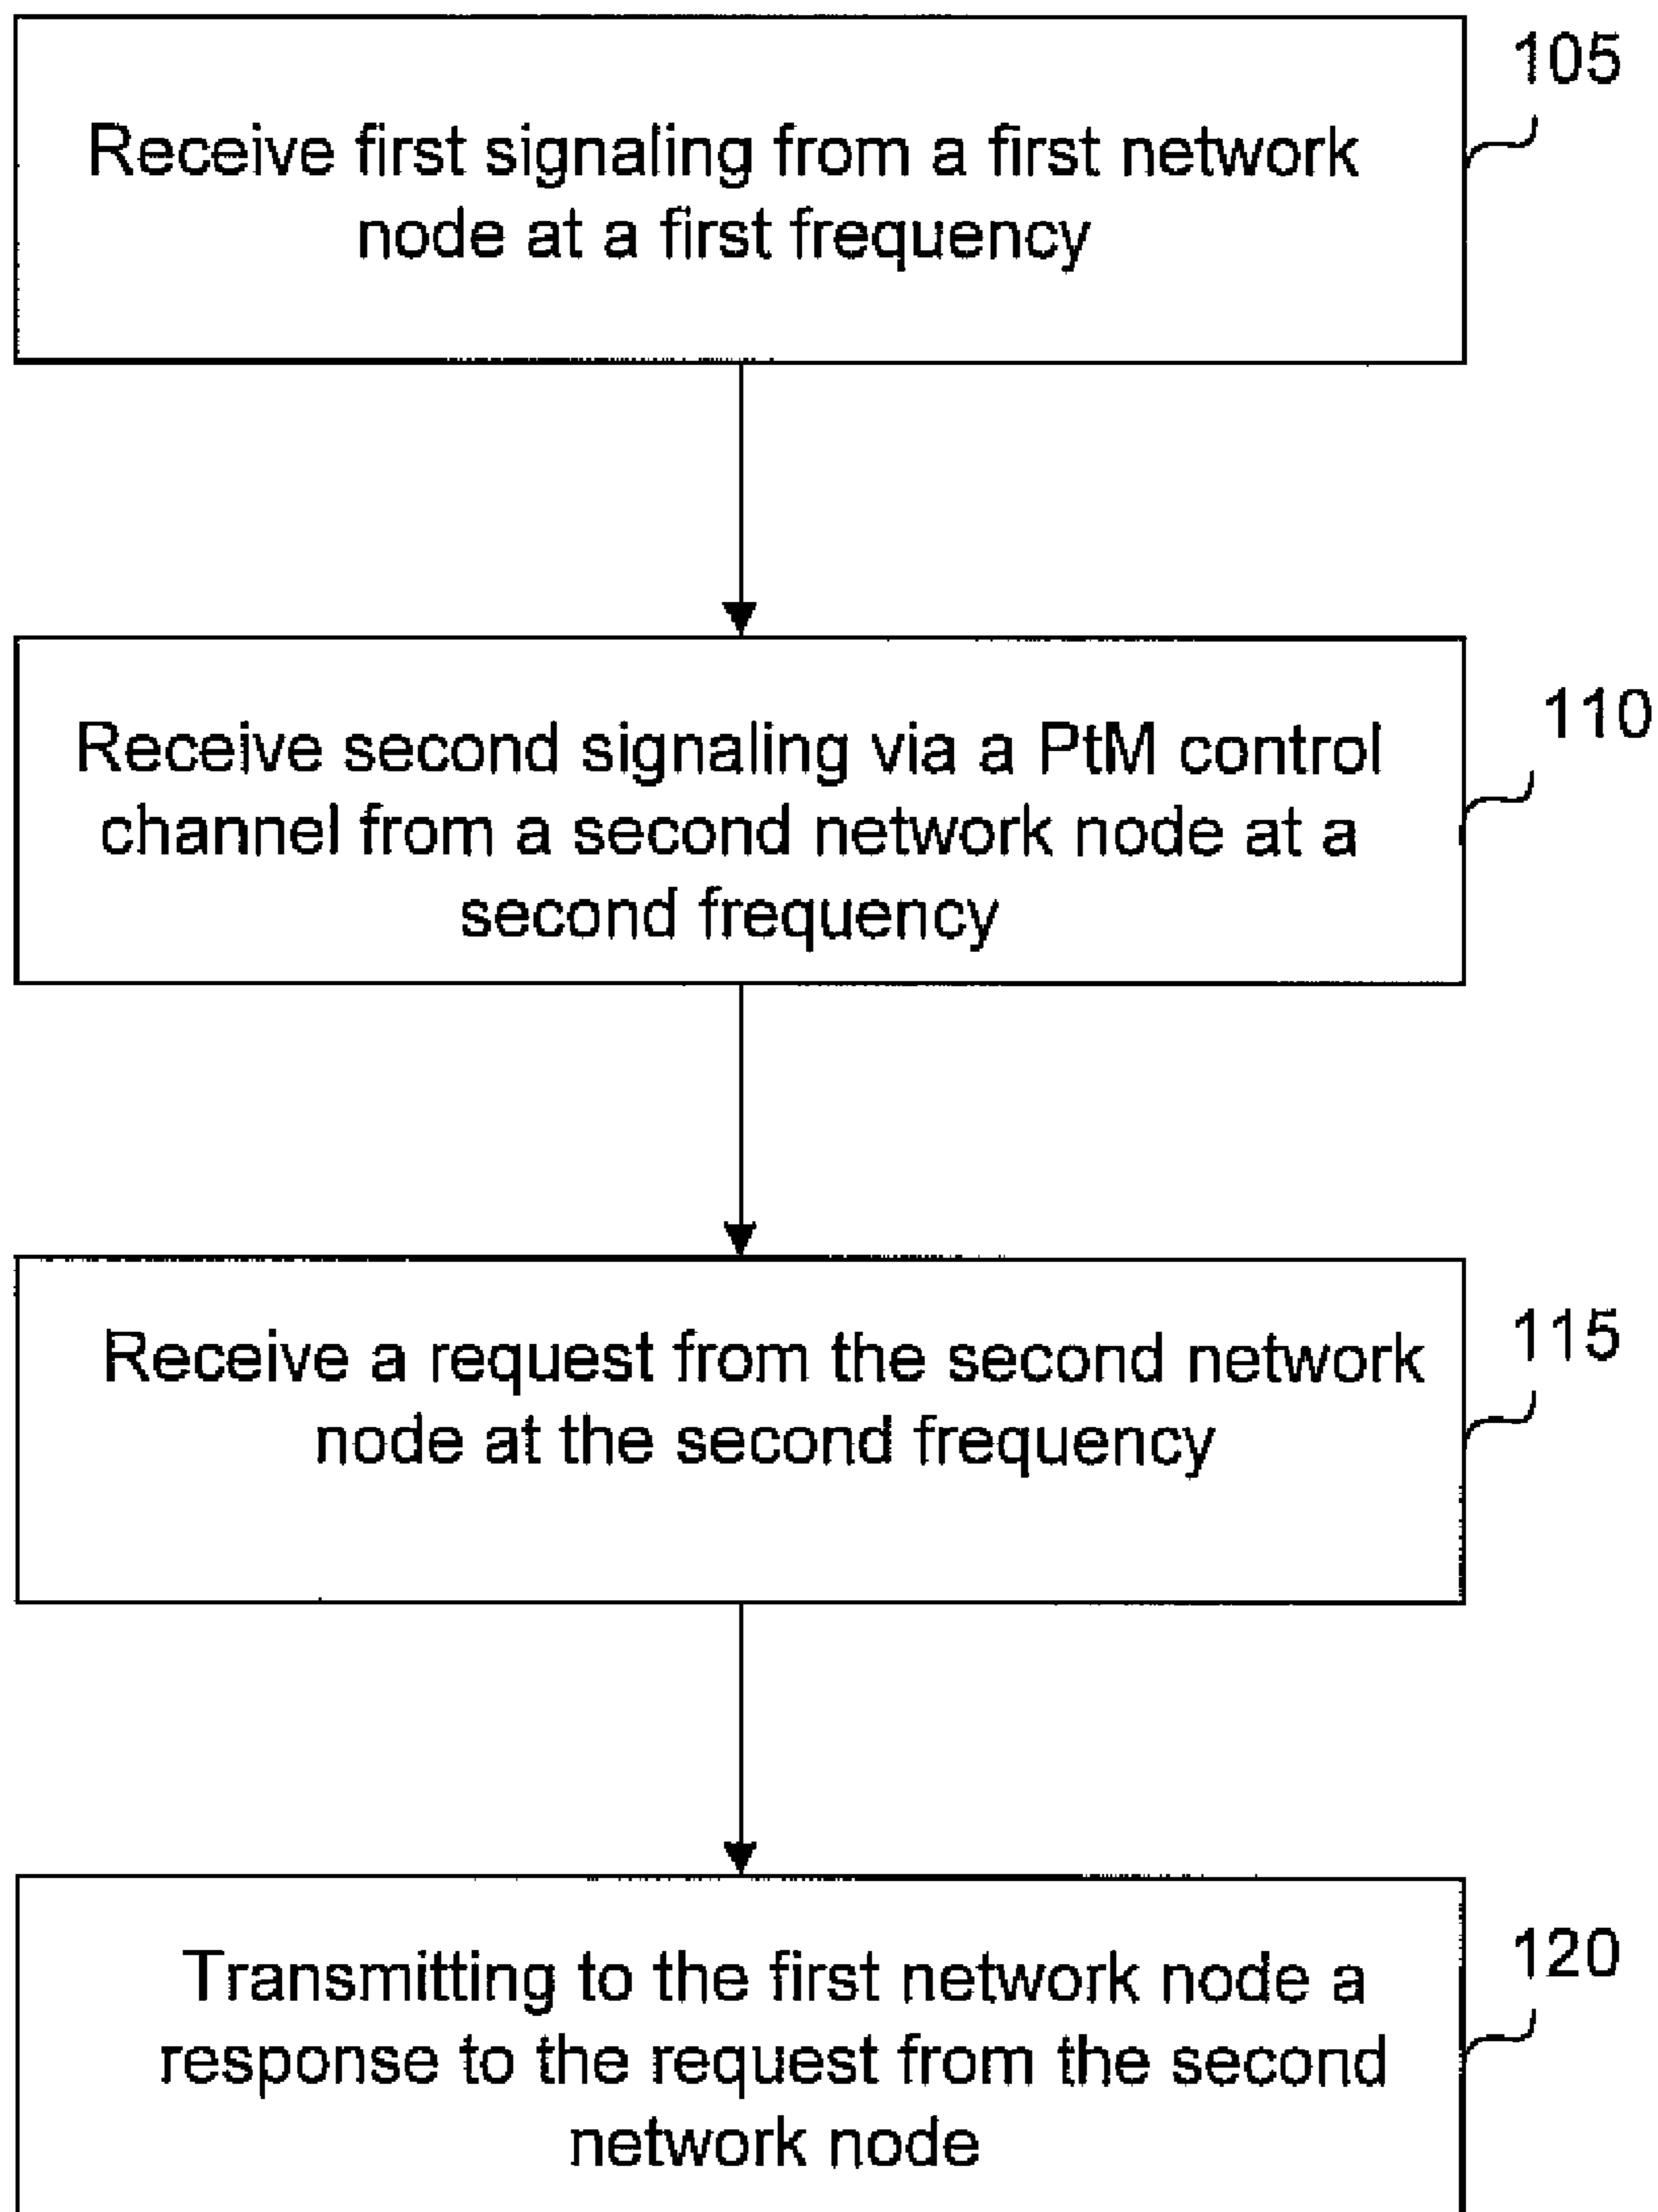 105
Receive first signaling from a first network
node at a first frequency
110
Receive second signaling via a PtM control
channel from a second network node at a
second frequency
115
Receive a request from the second network
node at the second frequency
120
Transmitting to the first network node a
response to the request from the second
network node